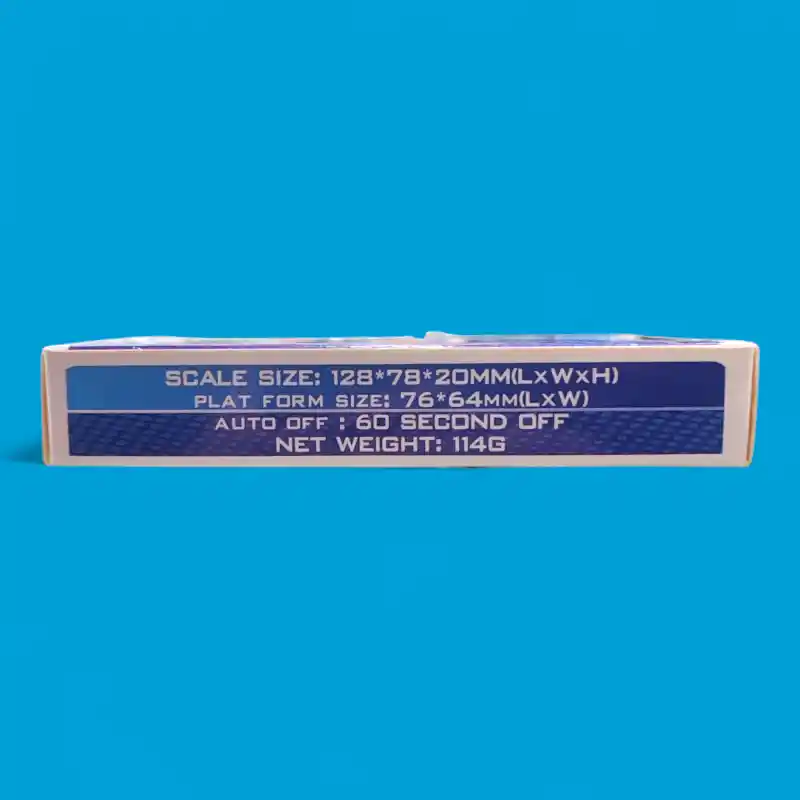 SCALE SIZE: 128*78*20MM(LxWxH)
PLAT FORM SIZE: 76*64MM(LxW)
AUTO OFF : 60 SECOND OFF
NET WEIGHT: 114G